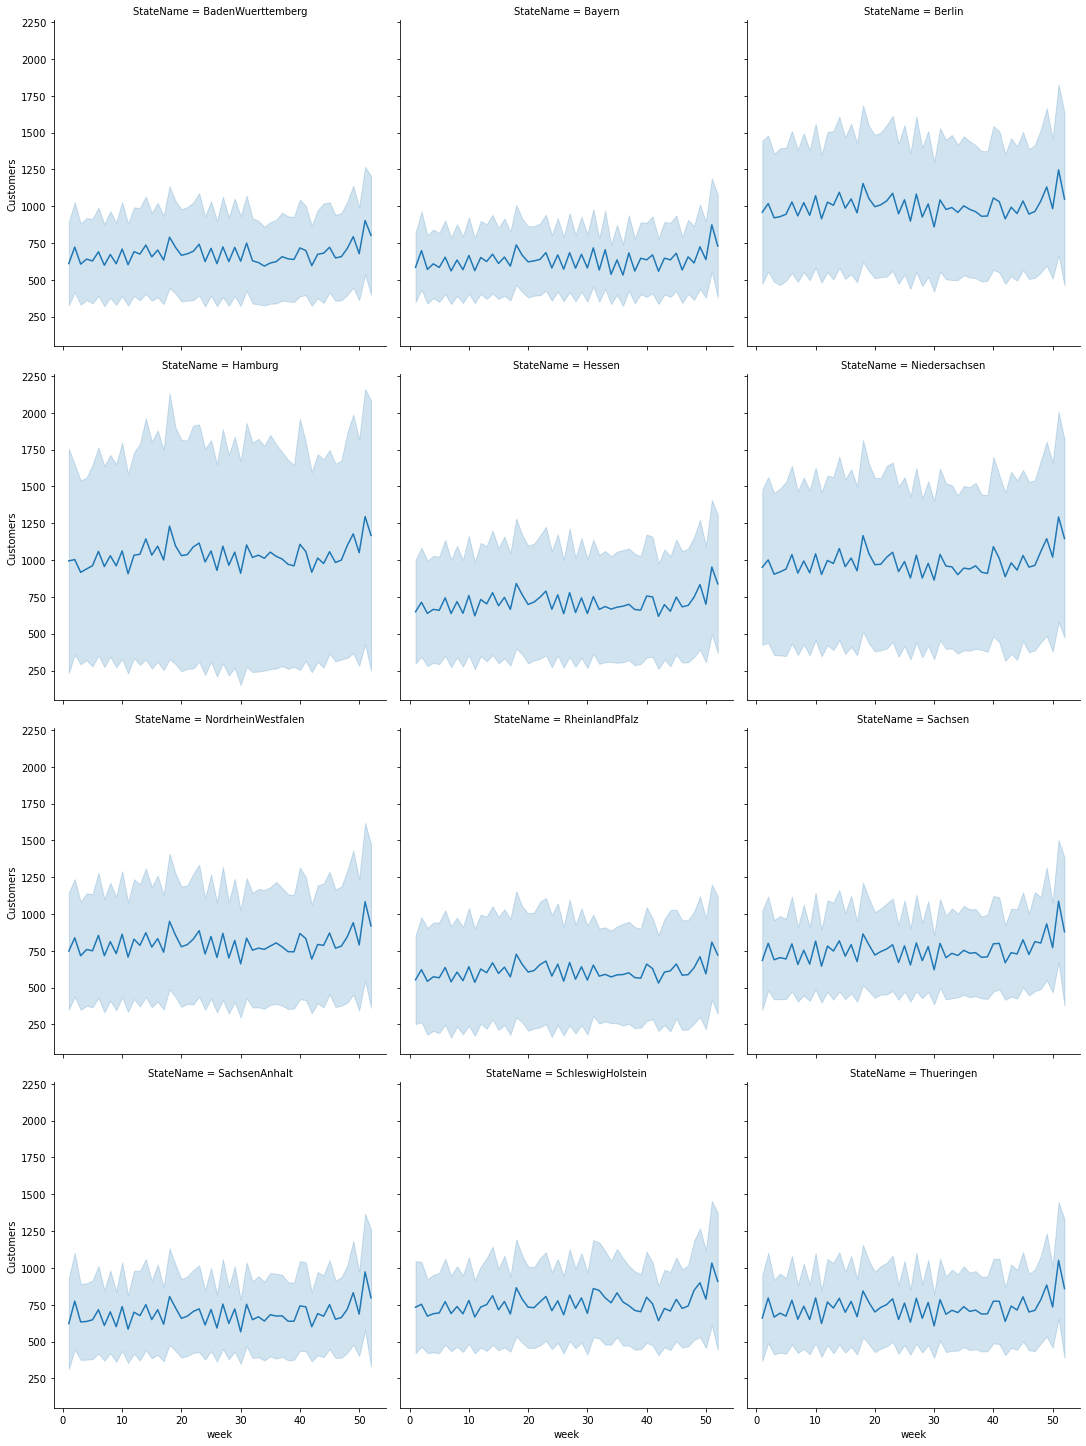 StateName = BadenWuerttemberg
StateName = Bayern
StateName = Berlin
2250
2000
1750
1500
1250
1000
750
500
250
Customers
StateName = Hamburg
StateName = Hessen
StateName = Niedersachsen
2250
2000
1750
1500
1250
1000
750
500
250
Customers
StateName = NordrheinWestfalen
StateName = RheinlandPfalz
StateName = Sachsen
2250
2000
1750
1500
1250
1000
750
500
250
Customers
StateName = SachsenAnhalt
StateName = SchleswigHolstein
StateName = Thueringen
2250
2000
1750
1500
1250
1000
750
500
250
Customers
0 10 20 30 40 50
0 10 20 30 40 50
0 10 20 30 40 50
week
week
week